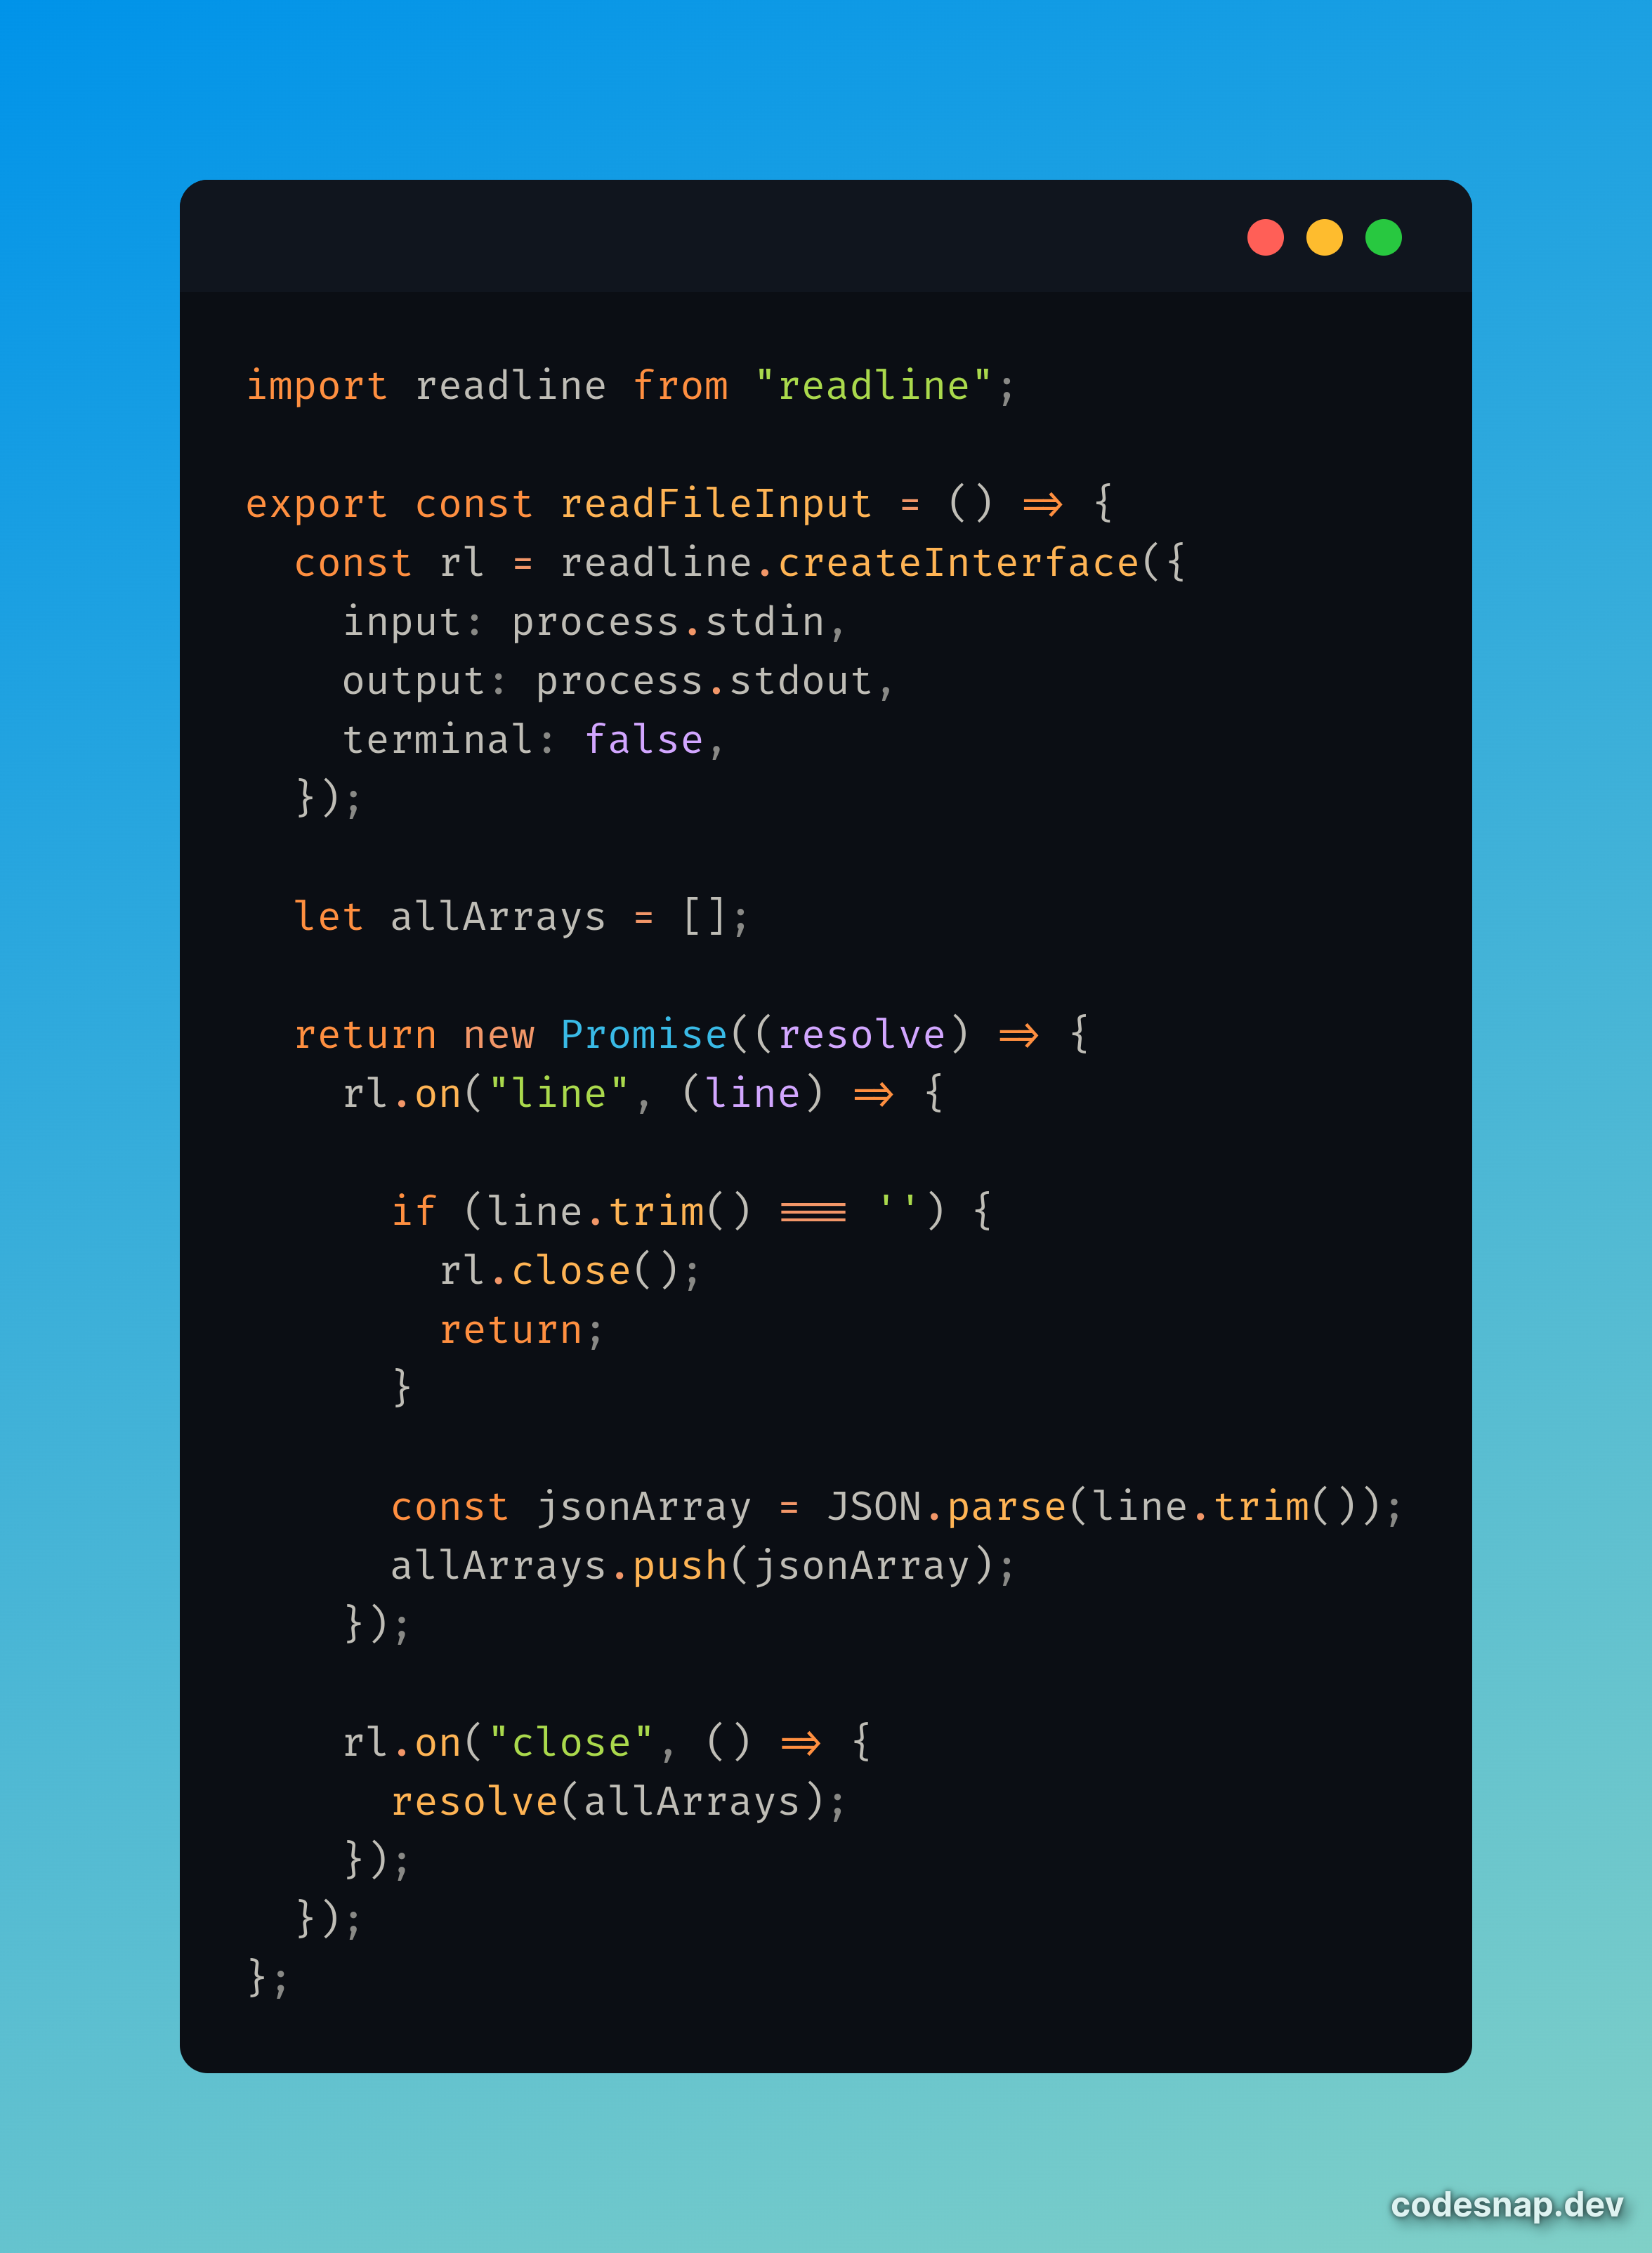 import readline from "readline";

export const readFileInput = () => {
  const rl = readline.createInterface({
    input: process.stdin,
    output: process.stdout,
    terminal: false,
  });

  let allArrays = [];

  return new Promise((resolve) => {
    rl.on("line", (line) => {

      if (line.trim() === '') {
        rl.close();
        return;
      }

      const jsonArray = JSON.parse(line.trim());
      allArrays.push(jsonArray);
    });

    rl.on("close", () => {
      resolve(allArrays);
    });
  });
};
codesnap.dev